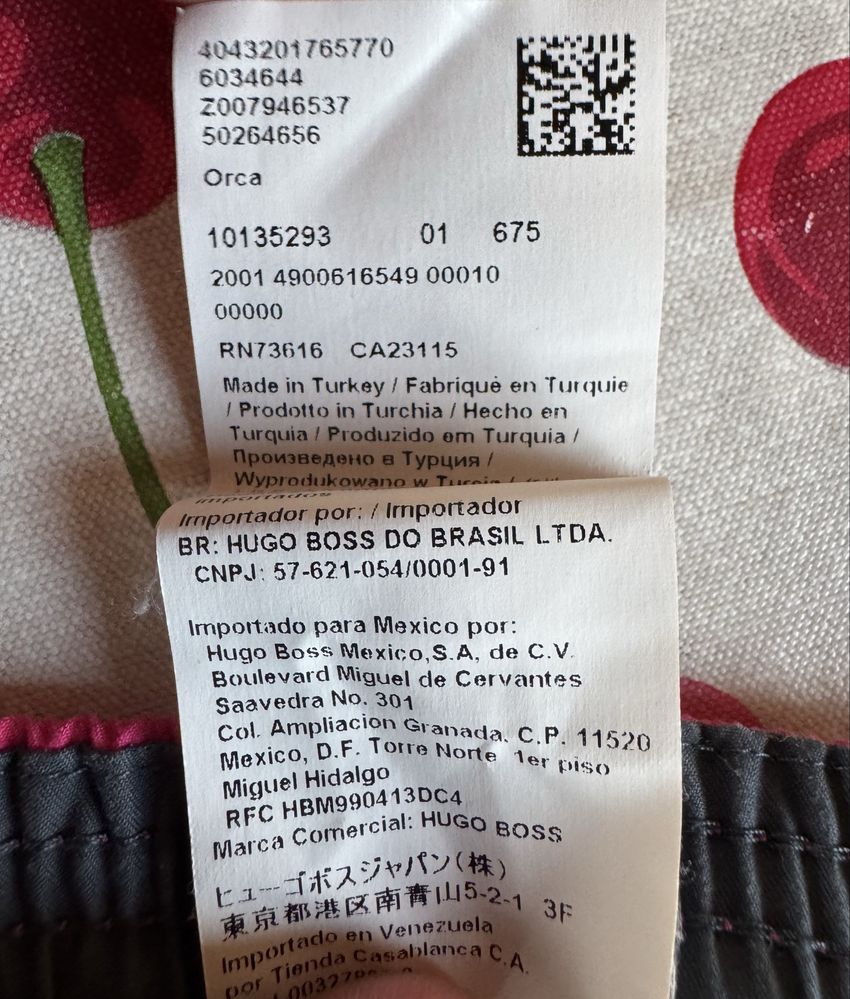 4043201765770
6034644
Z007946537
50264656
Orca
10135293 01 675
2001 4900616549 00010
00000
RN73616 CA23115
Made in Turkey / Fabriqué en Turquie
/ Prodotto in Turchia / Hecho en
Turquia / Produzido em Turquia /
Произведено в Турция /
Wyprodukowano w Turcja /
Importados
Importador por: / Importador
BR: HUGO BOSS DO BRASIL LTDA.
CNPJ: 57-621-054/0001-91
Importado para Mexico por:
Hugo Boss Mexico,S.A, de C.V.
Boulevard Miguel de Cervantes
Saavedra No. 301
Col. Ampliacion Granada, C.P. 11520
Mexico, D.F. Torre Norte 1er piso
Miguel Hidalgo
RFC HBM990413DC4
Marca Comercial: HUGO BOSS
ヒューゴボスジャパン(株)
東京都港区南青山5-2-1 3F
Importado en Venezuela
por Tienda Casablanca C.A.